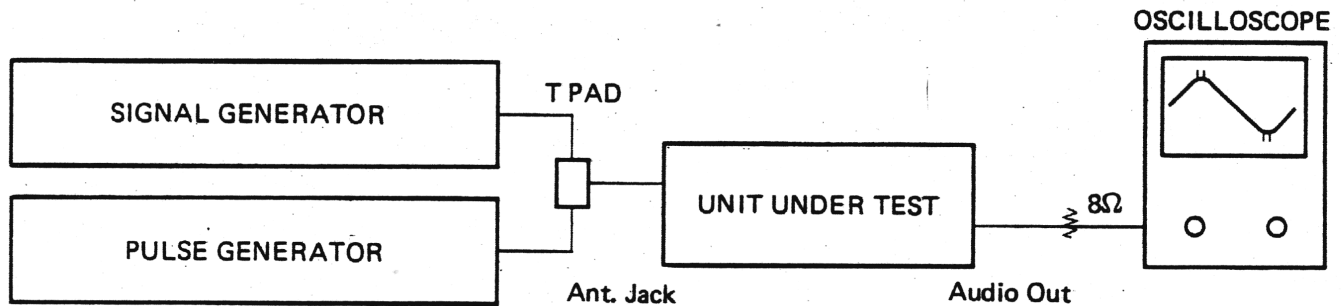 OSCILLOSCOPE
SIGNAL GENERATOR
T PAD
UNIT UNDER TEST
8Ω
PULSE GENERATOR
Ant. Jack
Audio Out